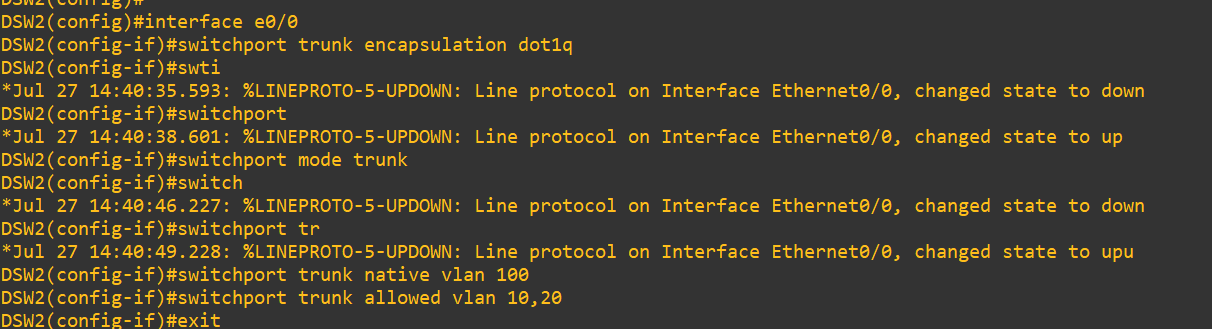 DSW2(config)#
DSW2(config)#interface e0/0
DSW2(config-if)#switchport trunk encapsulation dot1q
DSW2(config-if)#swti
*Jul 27 14:40:35.593: %LINEPROTO-5-UPDOWN: Line protocol on Interface Ethernet0/0, changed state to down
DSW2(config-if)#switchport
*Jul 27 14:40:38.601: %LINEPROTO-5-UPDOWN: Line protocol on Interface Ethernet0/0, changed state to up
DSW2(config-if)#switchport mode trunk
DSW2(config-if)#switch
*Jul 27 14:40:46.227: %LINEPROTO-5-UPDOWN: Line protocol on Interface Ethernet0/0, changed state to down
DSW2(config-if)#switchport tr
*Jul 27 14:40:49.228: %LINEPROTO-5-UPDOWN: Line protocol on Interface Ethernet0/0, changed state to upu
DSW2(config-if)#switchport trunk native vlan 100
DSW2(config-if)#switchport trunk allowed vlan 10,20
DSW2(config-if)#exit